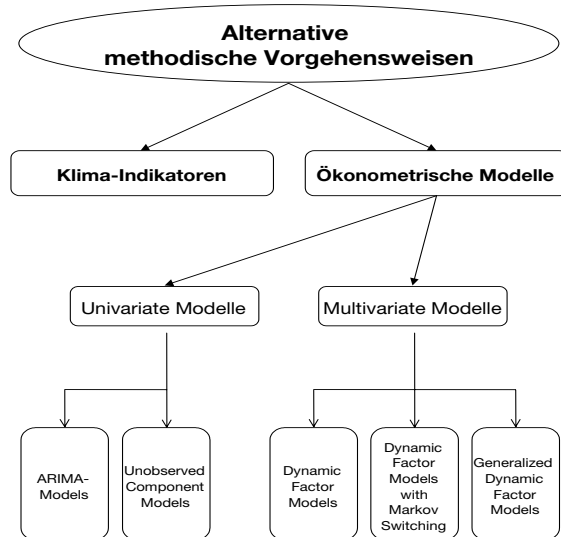 Alternative
methodische Vorgehensweisen
Klima-Indikatoren
Ökonometrische Modelle
Univariate Modelle
Multivariate Modelle
ARIMA-
Models
Unobserved
Component
Models
Dynamic
Factor
Models
Dynamic
Factor
Models
with
Markov
Switching
Generalized
Dynamic
Factor Models